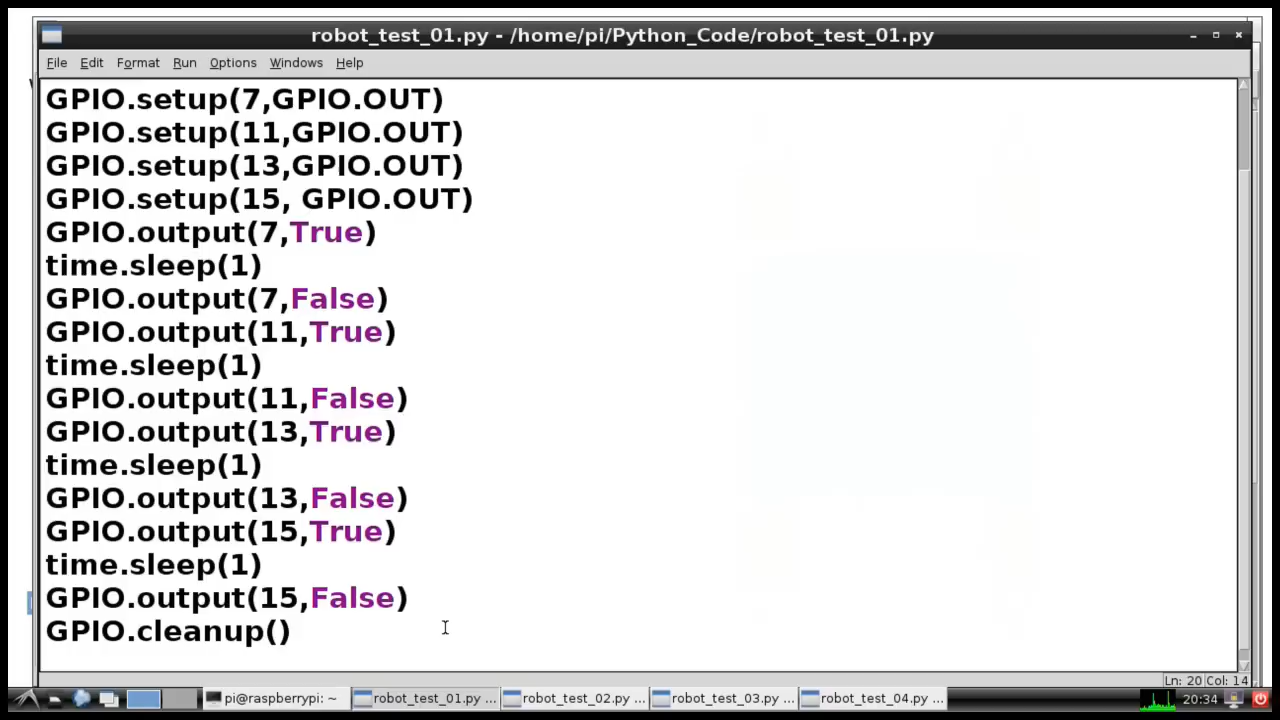 robot_test_01.py - /home/pi/Python_Code/robot_test_01.py
File Edit Format Run Options Windows Help
GPIO.setup(7,GPIO.OUT)
GPIO.setup(11,GPIO.OUT)
GPIO.setup(13,GPIO.OUT)
GPIO.setup(15, GPIO.OUT)
GPIO.output(7,True)
time.sleep(1)
GPIO.output(7,False)
GPIO.output(11,True)
time.sleep(1)
GPIO.output(11,False)
GPIO.output(13,True)
time.sleep(1)
GPIO.output(13,False)
GPIO.output(15,True)
time.sleep(1)
GPIO.output(15,False)
GPIO.cleanup()
Ln: 20 Col: 14
pi@raspberrypi: ~ robot_test_01.py ... robot_test_02.py ... robot_test_03.py ... robot_test_04.py ... 20:34